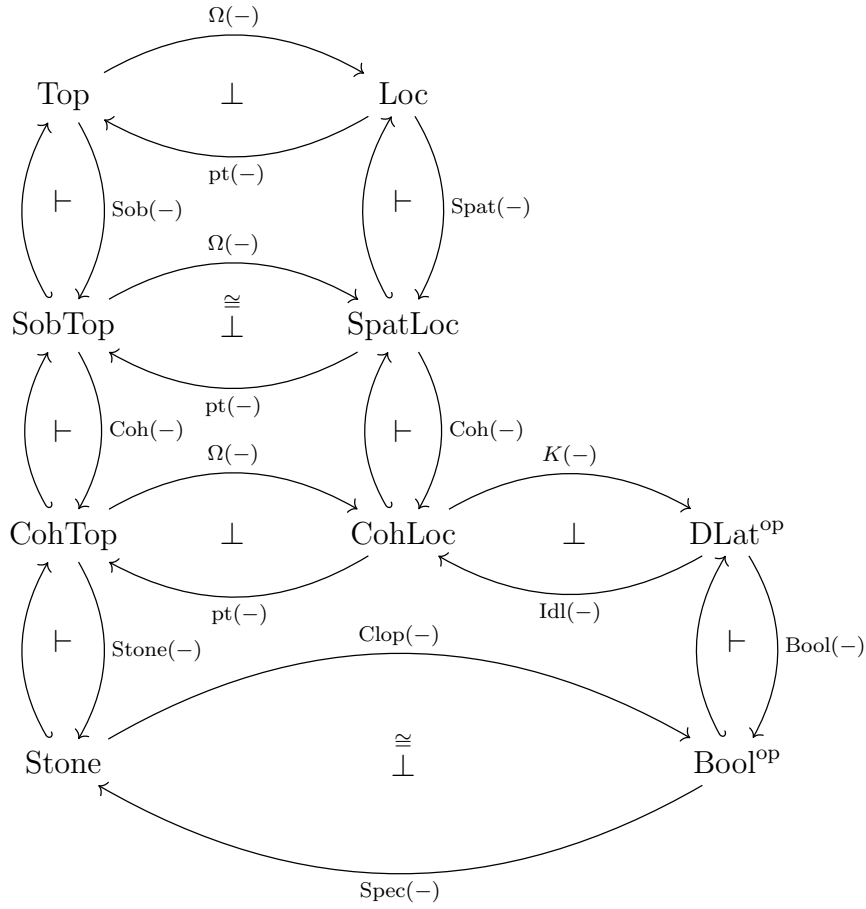 Ω(−)
Top ⊥ Loc
pt(−)
⊢ Sob(−) ⊢ Spat(−)
Ω(−)
≅
SobTop ⊥ SpatLoc
pt(−)
⊢ Coh(−) ⊢ Coh(−)
Ω(−) K(−)
CohTop ⊥ CohLoc ⊥ DLat^op
pt(−) Idl(−)
⊢ Stone(−) Clop(−) ⊢ Bool(−)
≅
Stone ⊥ Bool^op
Spec(−)